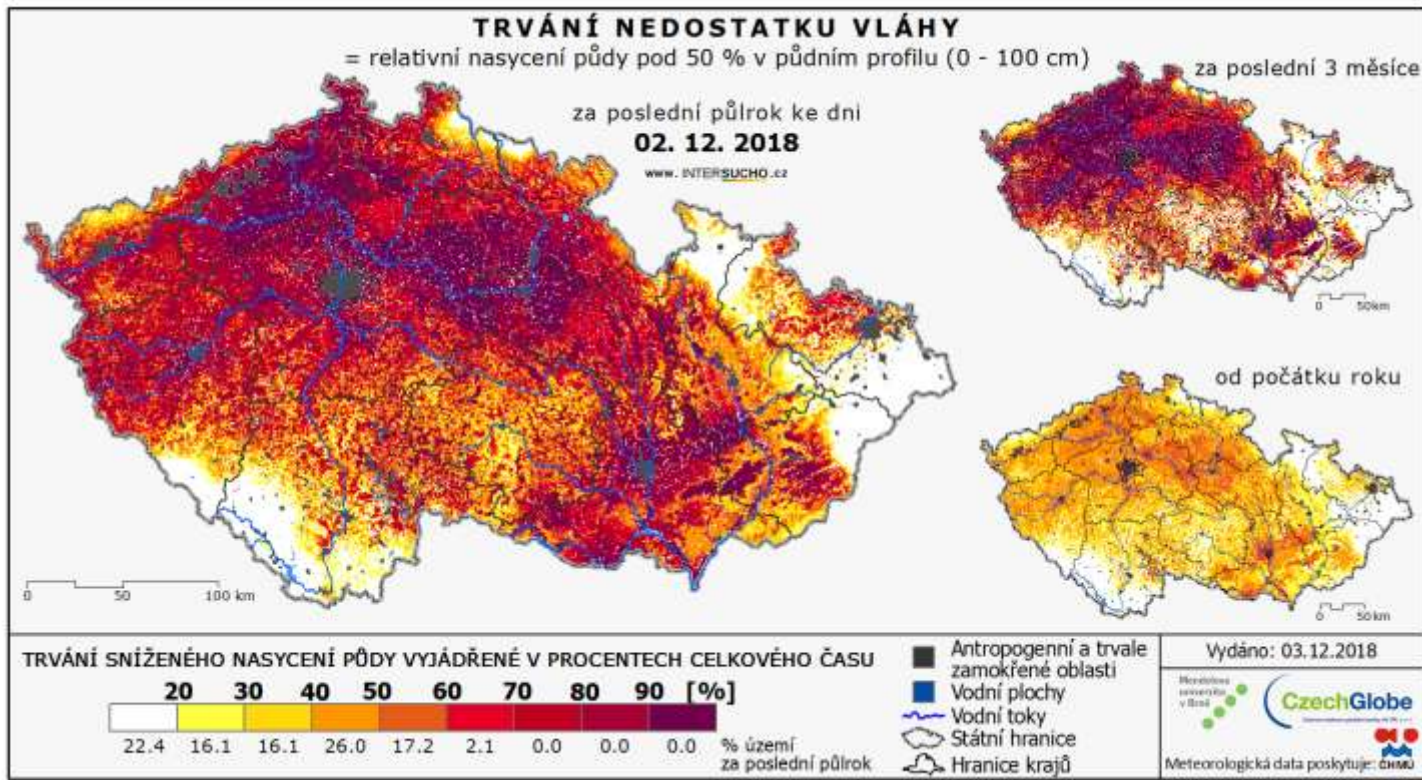 TRVÁNÍ NEDOSTATKU VLÁHY
= relativní nasycení půdy pod 50 % v půdním profilu (0 - 100 cm)
za poslední půlrok ke dni
02. 12. 2018
www. INTERSUCHO.cz
za poslední 3 měsíce
0 50km
od počátku roku
0 50km
0 50 100 km
TRVÁNÍ SNÍŽENÉHO NASYCENÍ PŮDY VYJÁDŘENÉ V PROCENTECH CELKOVÉHO ČASU
20 30 40 50 60 70 80 90 [%]
22.4 16.1 16.1 26.0 17.2 2.1 0.0 0.0 0.0
% území
za poslední půlrok
Antropogenní a trvale
zamokřené oblasti
Vodní plochy
Vodní toky
Státní hranice
Hranice krajů
Vydáno: 03.12.2018
Mendelova
univerzita
v Brně
CzechGlobe
Meteorologická data poskytuje: ČHMÚ